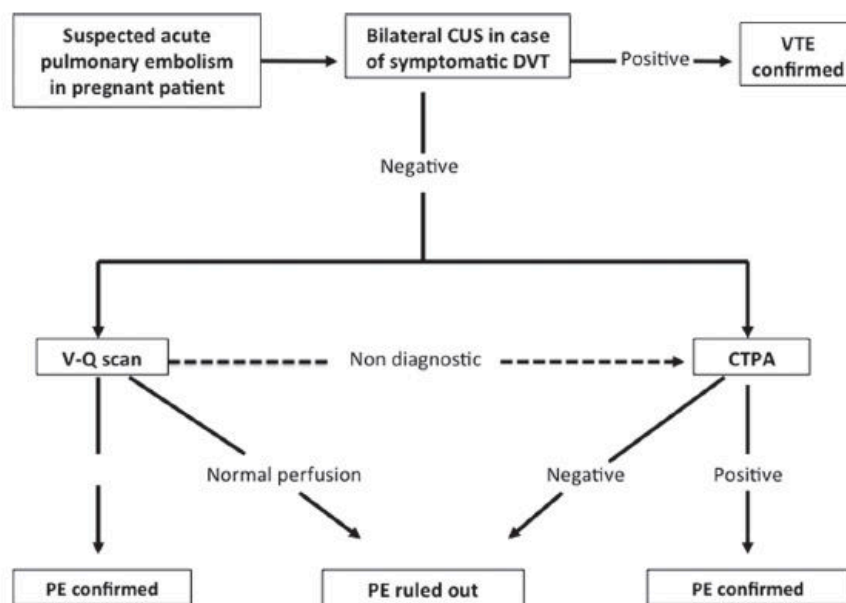 Suspected acute
pulmonary embolism
in pregnant patient
Bilateral CUS in case
of symptomatic DVT
Positive
VTE
confirmed
Negative
V-Q scan
Non diagnostic
CTPA
Normal perfusion
Negative
Positive
PE confirmed
PE ruled out
PE confirmed